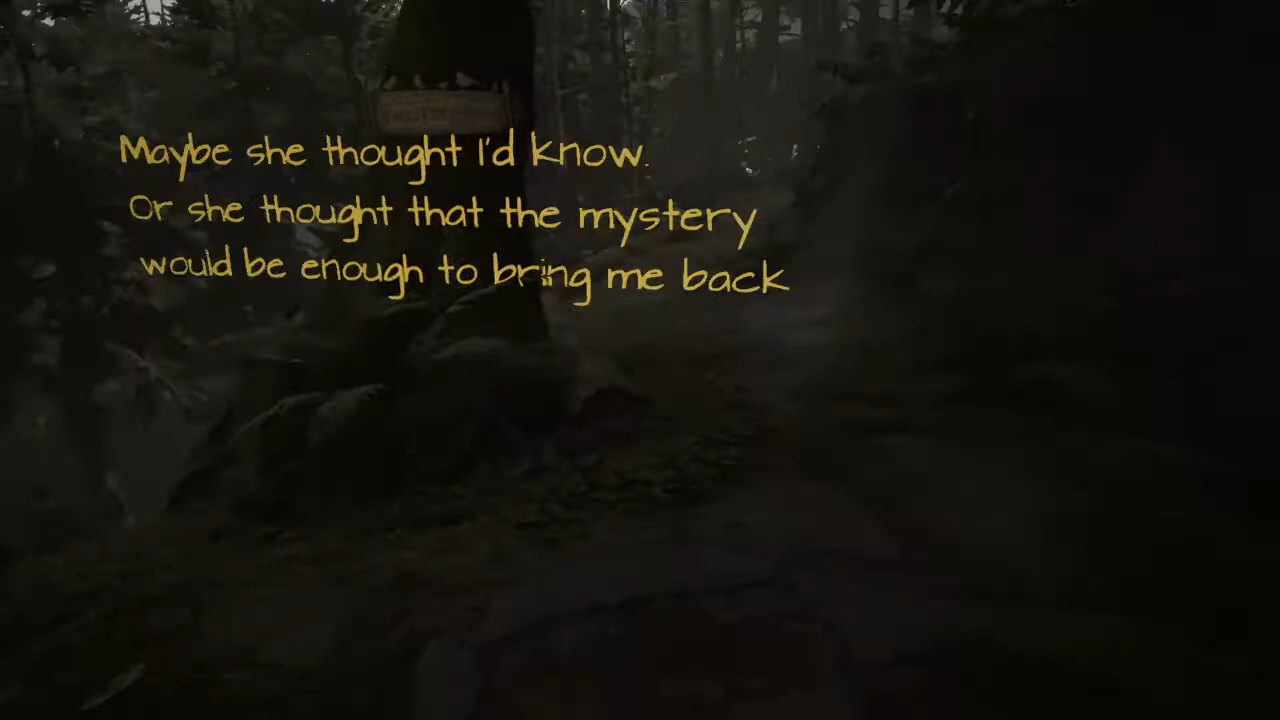 Maybe she thought I'd know.
Or she thought that the mystery
would be enough to bring me back